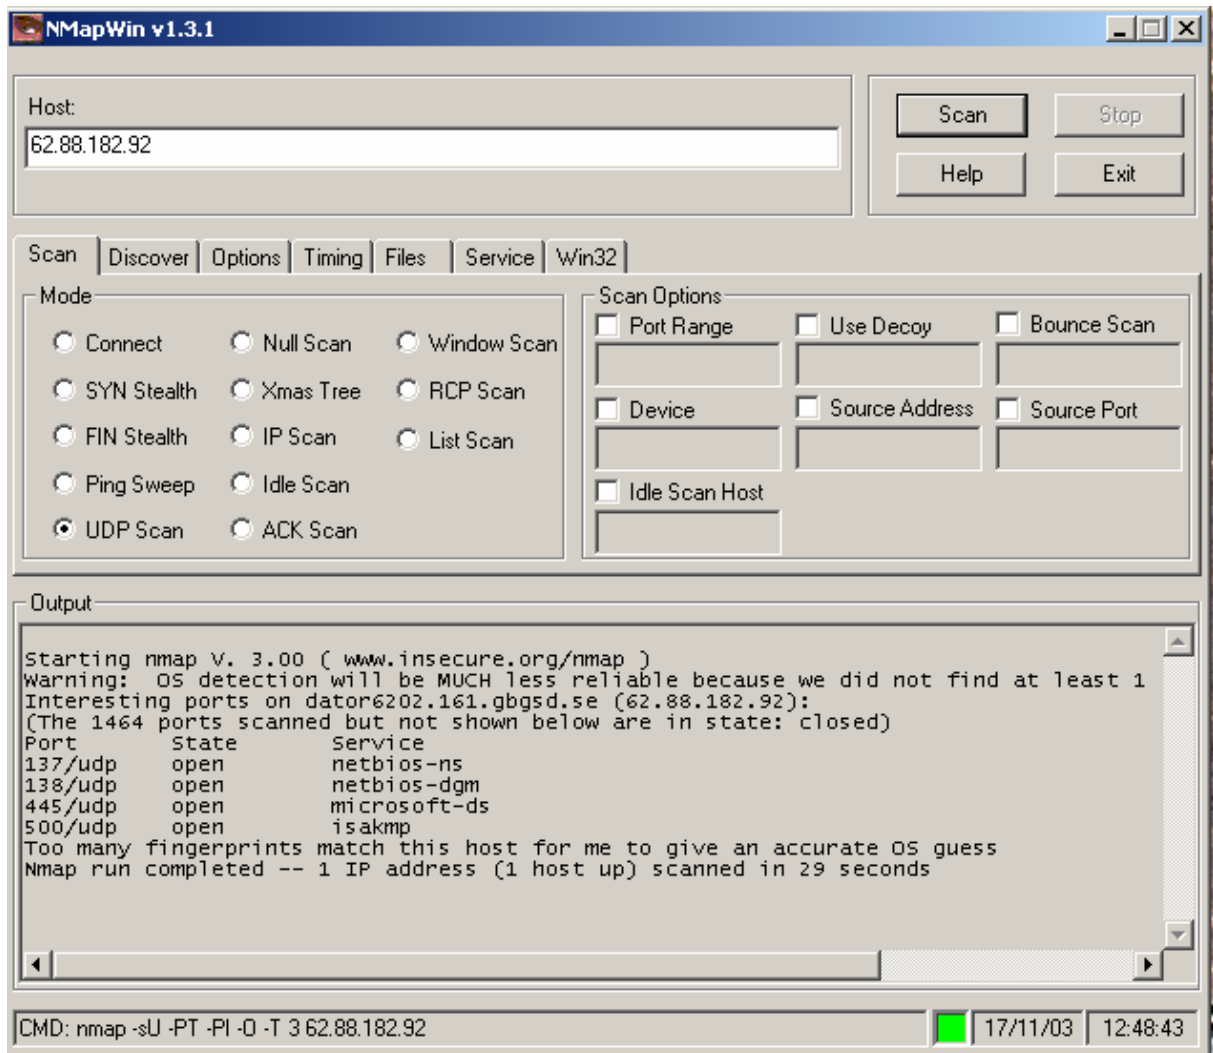 NMapWin v1.3.1
Host:
62.88.182.92
Scan Stop
Help Exit
Scan Discover Options Timing Files Service Win32
Mode
Connect Null Scan Window Scan
SYN Stealth Xmas Tree RCP Scan
FIN Stealth IP Scan List Scan
Ping Sweep Idle Scan
UDP Scan ACK Scan
Scan Options
Port Range Use Decoy Bounce Scan
Device Source Address Source Port
Idle Scan Host
Output
Starting nmap V. 3.00 ( www.insecure.org/nmap )
Warning:  OS detection will be MUCH less reliable because we did not find at least 1
Interesting ports on dator6202.161.gbgsd.se (62.88.182.92):
(The 1464 ports scanned but not shown below are in state: closed)
Port State Service
137/udp open netbios-ns
138/udp open netbios-dgm
445/udp open microsoft-ds
500/udp open isakmp
Too many fingerprints match this host for me to give an accurate OS guess
Nmap run completed -- 1 IP address (1 host up) scanned in 29 seconds
CMD: nmap -sU -PT -PI -O -T 3 62.88.182.92 17/11/03 12:48:43